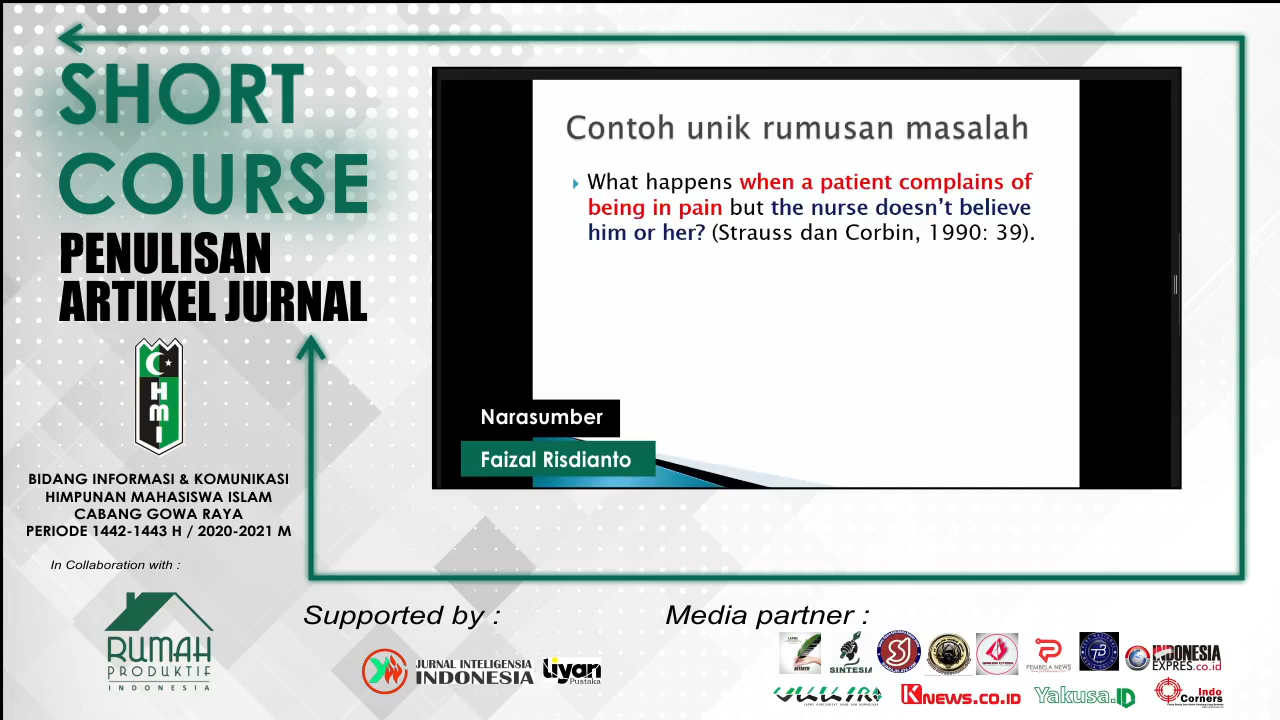 SHORT
COURSE
PENULISAN
ARTIKEL JURNAL
HMI
BIDANG INFORMASI & KOMUNIKASI
HIMPUNAN MAHASISWA ISLAM
CABANG GOWA RAYA
PERIODE 1442-1443 H / 2020-2021 M
In Collaboration with :
RUMAH
PRODUKTIF
INDONESIA
Contoh unik rumusan masalah
What happens when a patient complains of
being in pain but the nurse doesn’t believe
him or her? (Strauss dan Corbin, 1990: 39).
Narasumber
Faizal Risdianto
Supported by :
JURNAL INTELIGENSIA
INDONESIA
Liyan
Pustaka
Media partner :
SINTESIA
PEMBELA NEWS
INDONESIA
EXPRES.co.id
KNEWS.CO.ID
Yakusa.ID
Indo
Corners